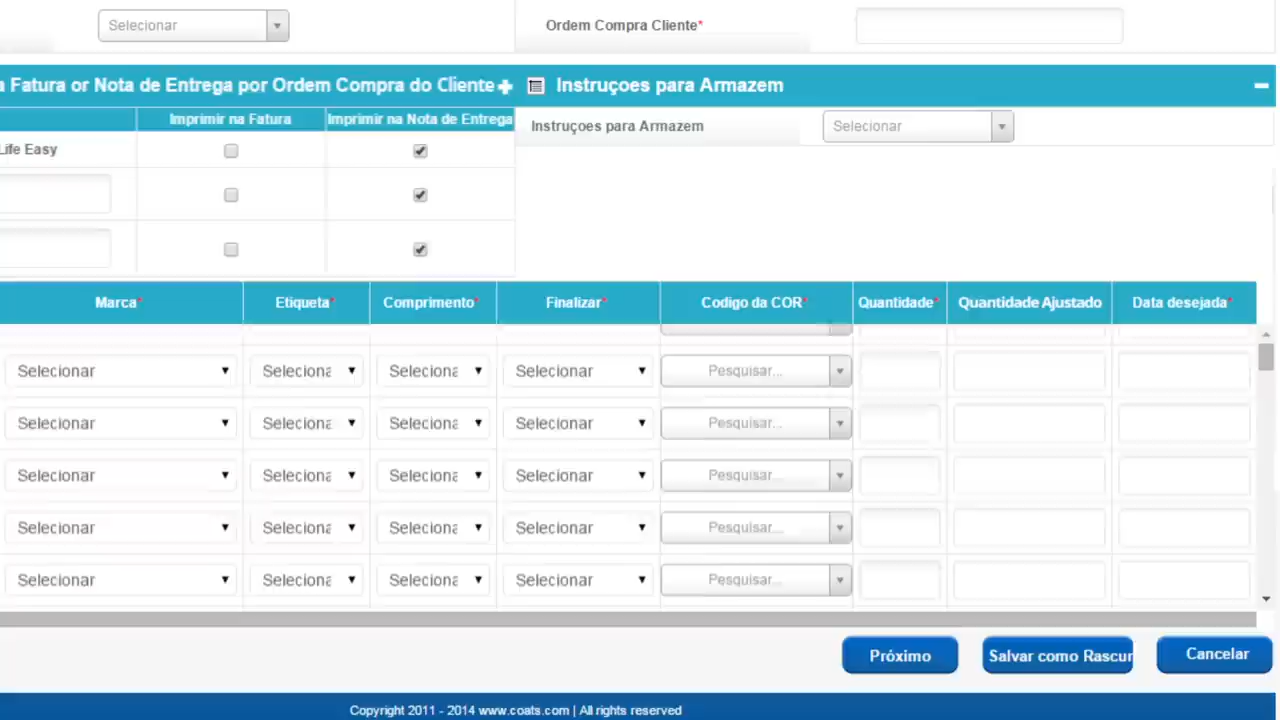 Selecionar
Ordem Compra Cliente*
a Fatura or Nota de Entrega por Ordem Compra do Cliente
Instruçoes para Armazem
Imprimir na Fatura
Imprimir na Nota de Entrega
Instruçoes para Armazem
Selecionar
Life Easy
Marca* Etiqueta* Comprimento* Finalizar* Codigo da COR* Quantidade* Quantidade Ajustado Data desejada*
Selecionar Seleciona Seleciona Selecionar Pesquisar...
Selecionar Seleciona Seleciona Selecionar Pesquisar...
Selecionar Seleciona Seleciona Selecionar Pesquisar...
Selecionar Seleciona Seleciona Selecionar Pesquisar...
Selecionar Seleciona Seleciona Selecionar Pesquisar...
Próximo Salvar como Rascur Cancelar
Copyright 2011 - 2014 www.coats.com | All rights reserved